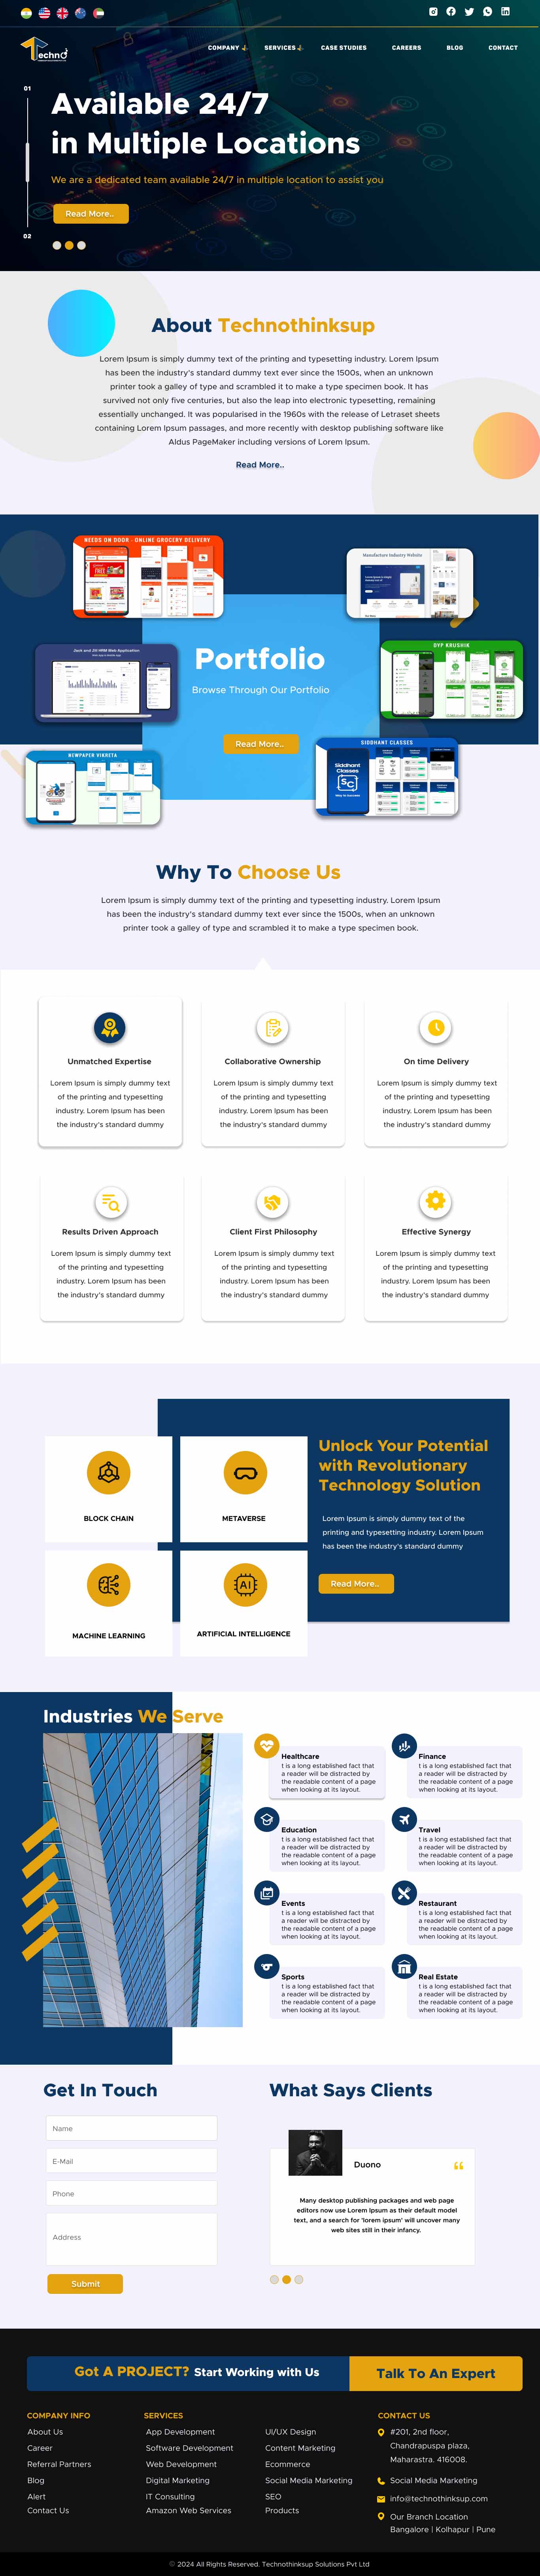 Techno
COMPANY
SERVICES
CASE STUDIES
CAREERS
BLOG
CONTACT
01
Available 24/7
in Multiple Locations
We are a dedicated team available 24/7 in multiple location to assist you
Read More..
02
About Technothinksup
Lorem Ipsum is simply dummy text of the printing and typesetting industry. Lorem Ipsum
has been the industry's standard dummy text ever since the 1500s, when an unknown
printer took a galley of type and scrambled it to make a type specimen book. It has
survived not only five centuries, but also the leap into electronic typesetting, remaining
essentially unchanged. It was popularised in the 1960s with the release of Letraset sheets
containing Lorem Ipsum passages, and more recently with desktop publishing software like
Aldus PageMaker including versions of Lorem Ipsum.
Read More..
NEEDS ON DOOR - ONLINE GROCERY DELIVERY
Manufacture Industry Website
Jack and Jill HRM Web Application
DYP KRUSHIK
Portfolio
Browse Through Our Portfolio
Read More..
NEWPAPER VIKRETA
SIDDHANT CLASSES
Siddhant
Classes
SC
Why To Choose Us
Lorem Ipsum is simply dummy text of the printing and typesetting industry. Lorem Ipsum
has been the industry's standard dummy text ever since the 1500s, when an unknown
printer took a galley of type and scrambled it to make a type specimen book.
Unmatched Expertise
Lorem Ipsum is simply dummy text
of the printing and typesetting
industry. Lorem Ipsum has been
the industry's standard dummy
Collaborative Ownership
Lorem Ipsum is simply dummy text
of the printing and typesetting
industry. Lorem Ipsum has been
the industry's standard dummy
On time Delivery
Lorem Ipsum is simply dummy text
of the printing and typesetting
industry. Lorem Ipsum has been
the industry's standard dummy
Results Driven Approach
Lorem Ipsum is simply dummy text
of the printing and typesetting
industry. Lorem Ipsum has been
the industry's standard dummy
Client First Philosophy
Lorem Ipsum is simply dummy text
of the printing and typesetting
industry. Lorem Ipsum has been
the industry's standard dummy
Effective Synergy
Lorem Ipsum is simply dummy text
of the printing and typesetting
industry. Lorem Ipsum has been
the industry's standard dummy
BLOCK CHAIN
METAVERSE
MACHINE LEARNING
AI
ARTIFICIAL INTELLIGENCE
Unlock Your Potential
with Revolutionary
Technology Solution
Lorem Ipsum is simply dummy text of the
printing and typesetting industry. Lorem Ipsum
has been the industry's standard dummy
Read More..
Industries We Serve
Healthcare
t is a long established fact that
a reader will be distracted by
the readable content of a page
when looking at its layout.
Finance
t is a long established fact that
a reader will be distracted by
the readable content of a page
when looking at its layout.
Education
t is a long established fact that
a reader will be distracted by
the readable content of a page
when looking at its layout.
Travel
t is a long established fact that
a reader will be distracted by
the readable content of a page
when looking at its layout.
Events
t is a long established fact that
a reader will be distracted by
the readable content of a page
when looking at its layout.
Restaurant
t is a long established fact that
a reader will be distracted by
the readable content of a page
when looking at its layout.
Sports
t is a long established fact that
a reader will be distracted by
the readable content of a page
when looking at its layout.
Real Estate
t is a long established fact that
a reader will be distracted by
the readable content of a page
when looking at its layout.
Get In Touch
Name
E-Mail
Phone
Address
Submit
What Says Clients
Duono
Many desktop publishing packages and web page
editors now use Lorem Ipsum as their default model
text, and a search for 'lorem ipsum' will uncover many
web sites still in their infancy.
Got A PROJECT? Start Working with Us
Talk To An Expert
COMPANY INFO
About Us
Career
Referral Partners
Blog
Alert
Contact Us
SERVICES
App Development
Software Development
Web Development
Digital Marketing
IT Consulting
Amazon Web Services
UI/UX Design
Content Marketing
Ecommerce
Social Media Marketing
SEO
Products
CONTACT US
#201, 2nd floor,
Chandrapuspa plaza,
Maharastra. 416008.
Social Media Marketing
info@technothinksup.com
Our Branch Location
Bangalore | Kolhapur | Pune
© 2024 All Rights Reserved. Technothinksup Solutions Pvt Ltd